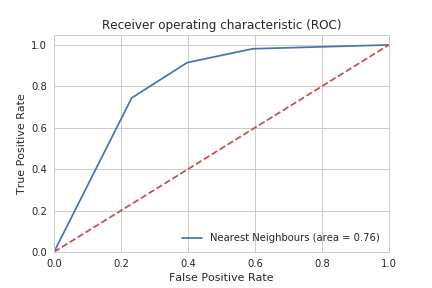 Receiver operating characteristic (ROC)
1.0
0.8
0.6
0.4
0.2
0.0
True Positive Rate
Nearest Neighbours (area = 0.76)
0.0 0.2 0.4 0.6 0.8 1.0
False Positive Rate